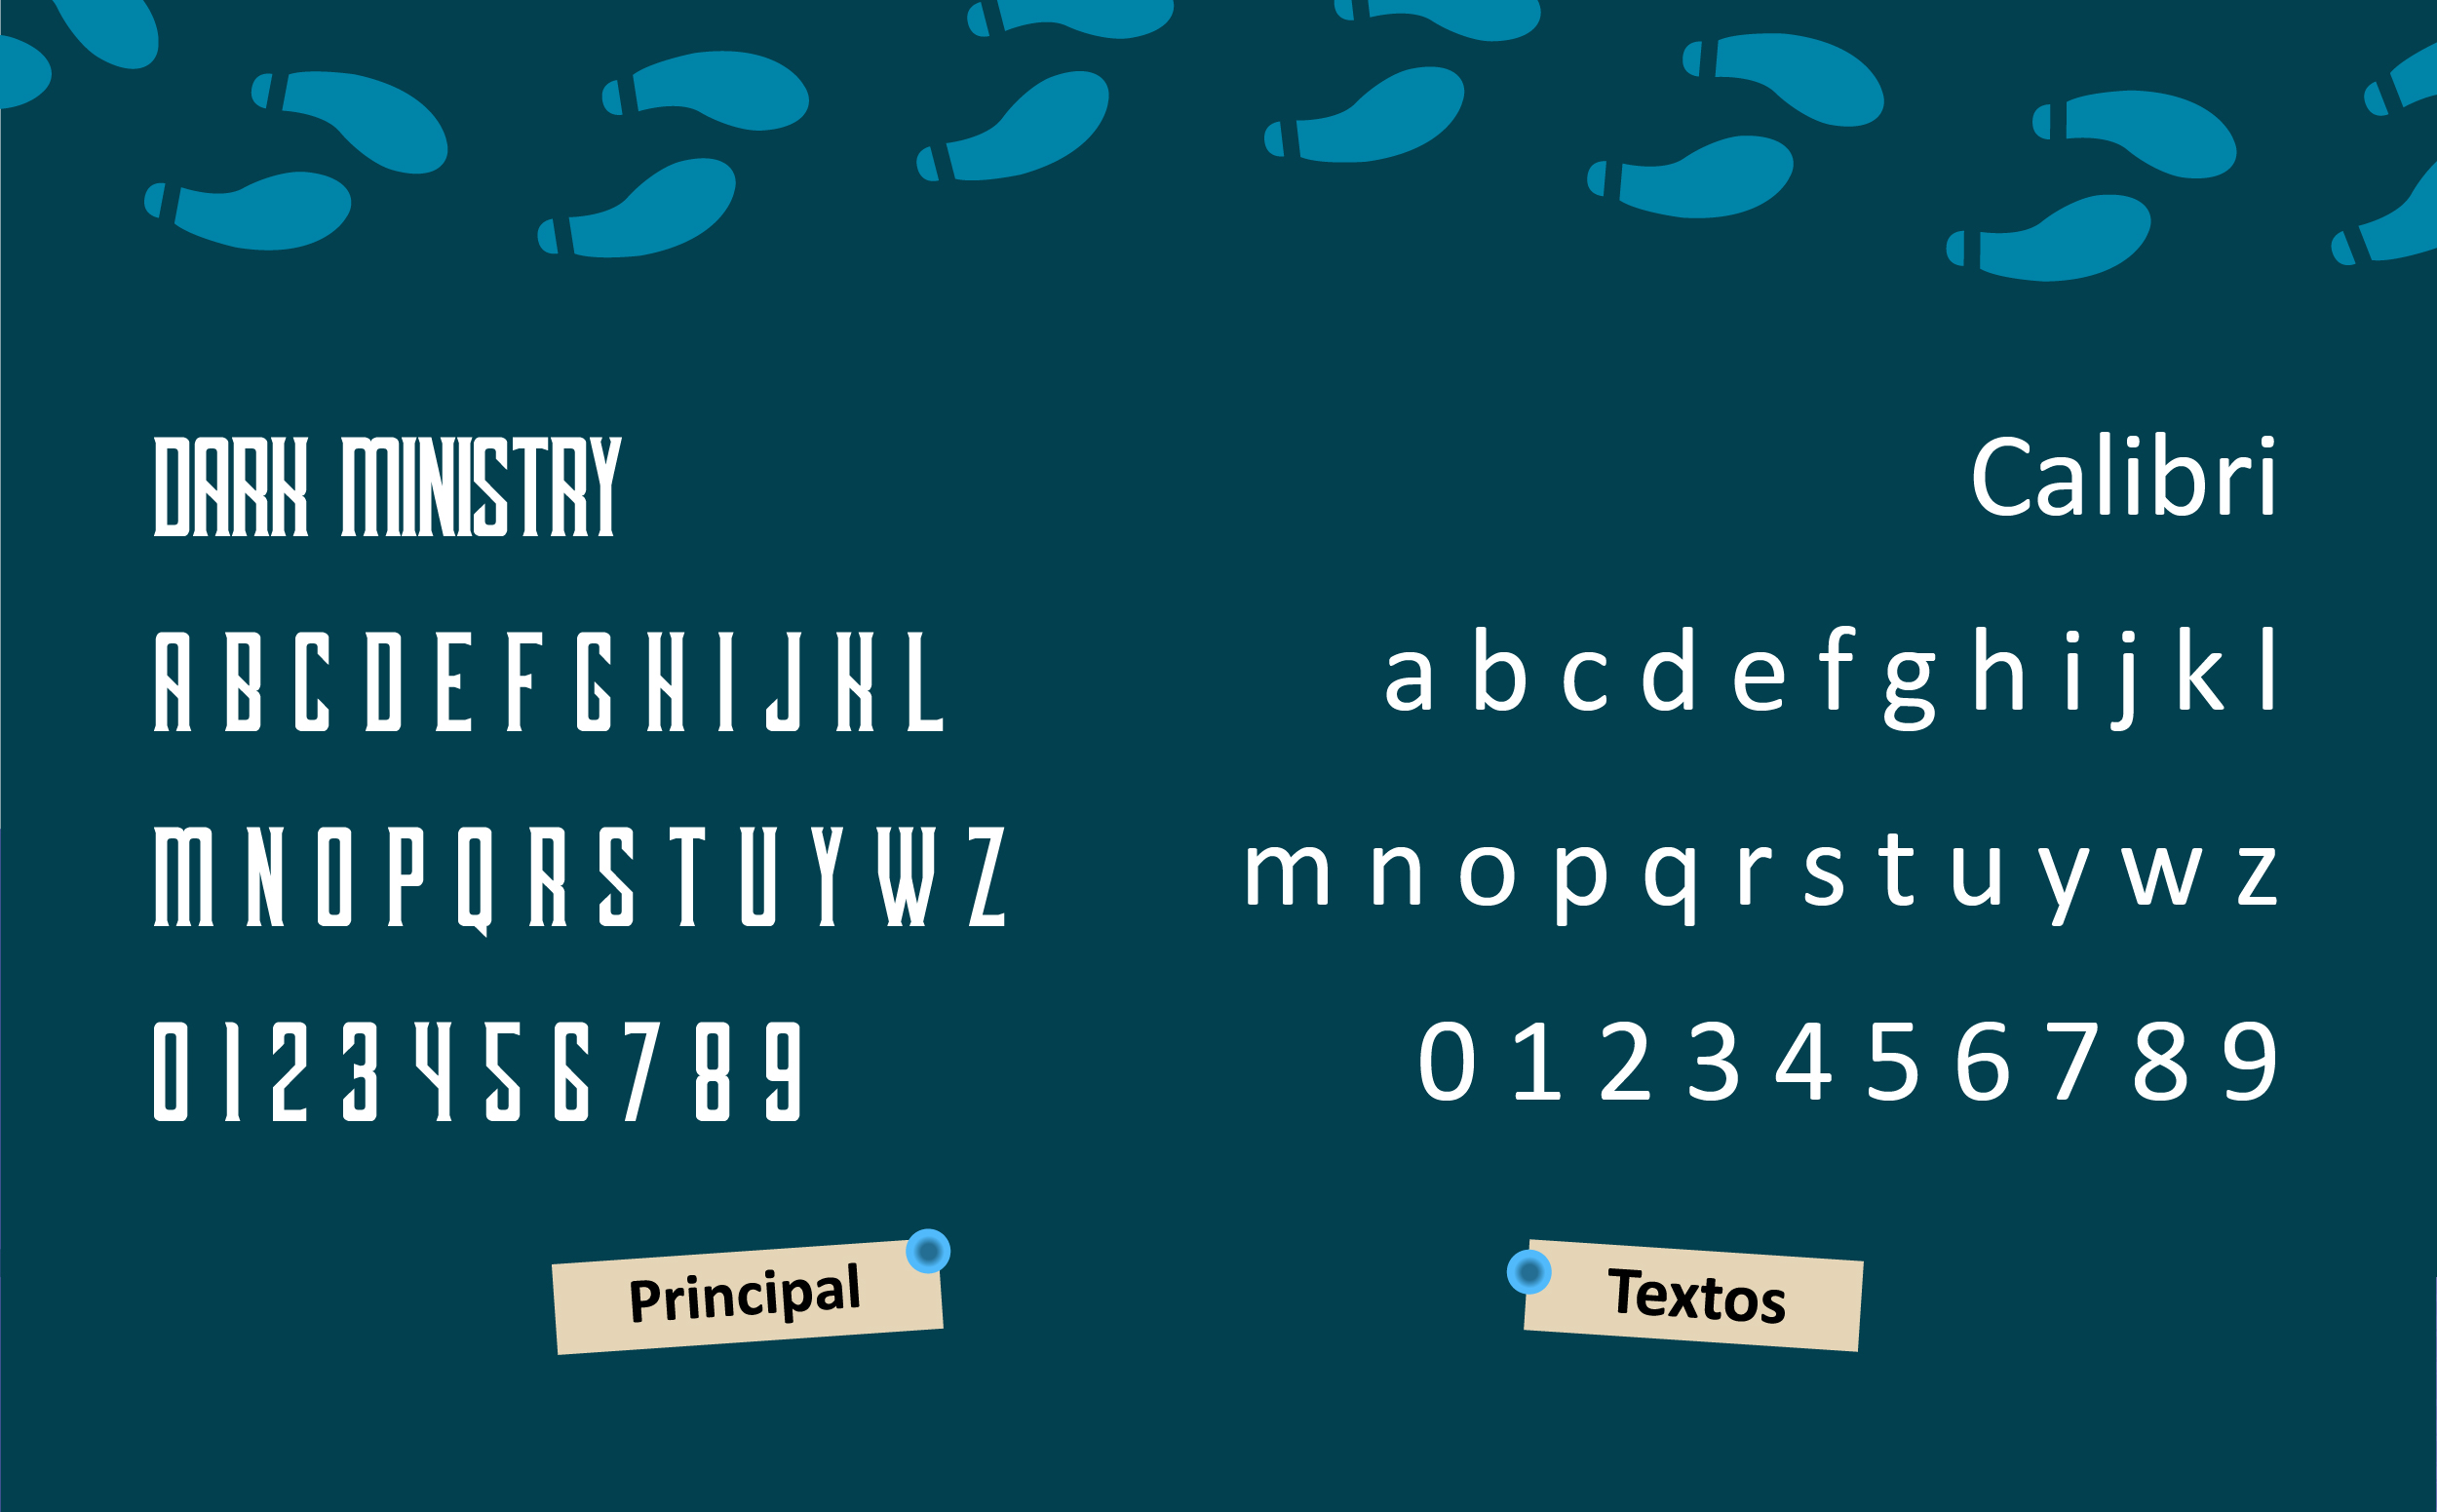 DARK MINISTRY
A B C D E F G H I J K L
M N O P Q R S T U Y W Z
0 1 2 3 4 5 6 7 8 9
Principal
Calibri
a b c d e f g h i j k l
m n o p q r s t u y w z
0 1 2 3 4 5 6 7 8 9
Textos